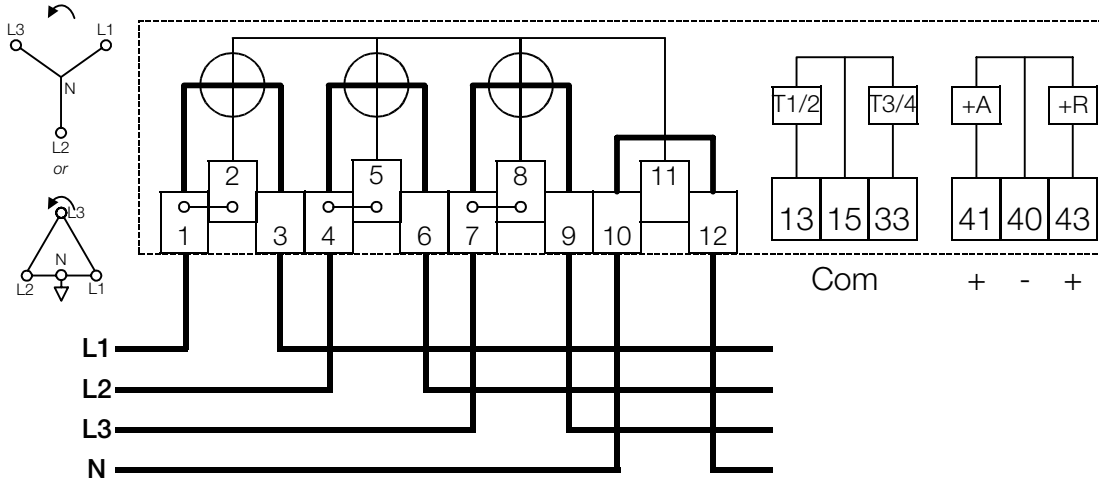 L3 L1
N
L2
or
L3
N
L2 L1
T1/2 T3/4 +A +R
2 5 8 11
1 3 4 6 7 9 10 12
13 15 33 41 40 43
Com + - +
L1
L2
L3
N